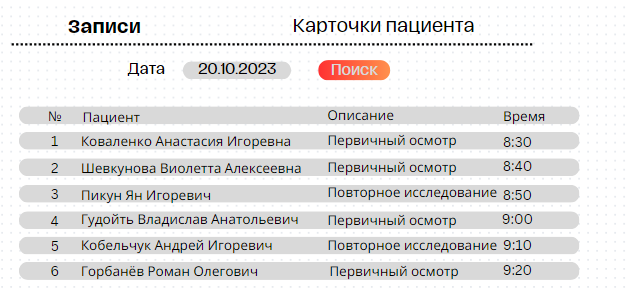 Записи Карточки пациента
Дата 20.10.2023 Поиск
№ Пациент Описание Время
1 Коваленко Анастасия Игоревна Первичный осмотр 8:30
2 Шевкунова Виолетта Алексеевна Первичный осмотр 8:40
3 Пикун Ян Игоревич Повторное исследование 8:50
4 Гудойть Владислав Анатольевич Первичный осмотр 9:00
5 Кобельчук Андрей Игоревич Повторное исследование 9:10
6 Горбанёв Роман Олегович Первичный осмотр 9:20